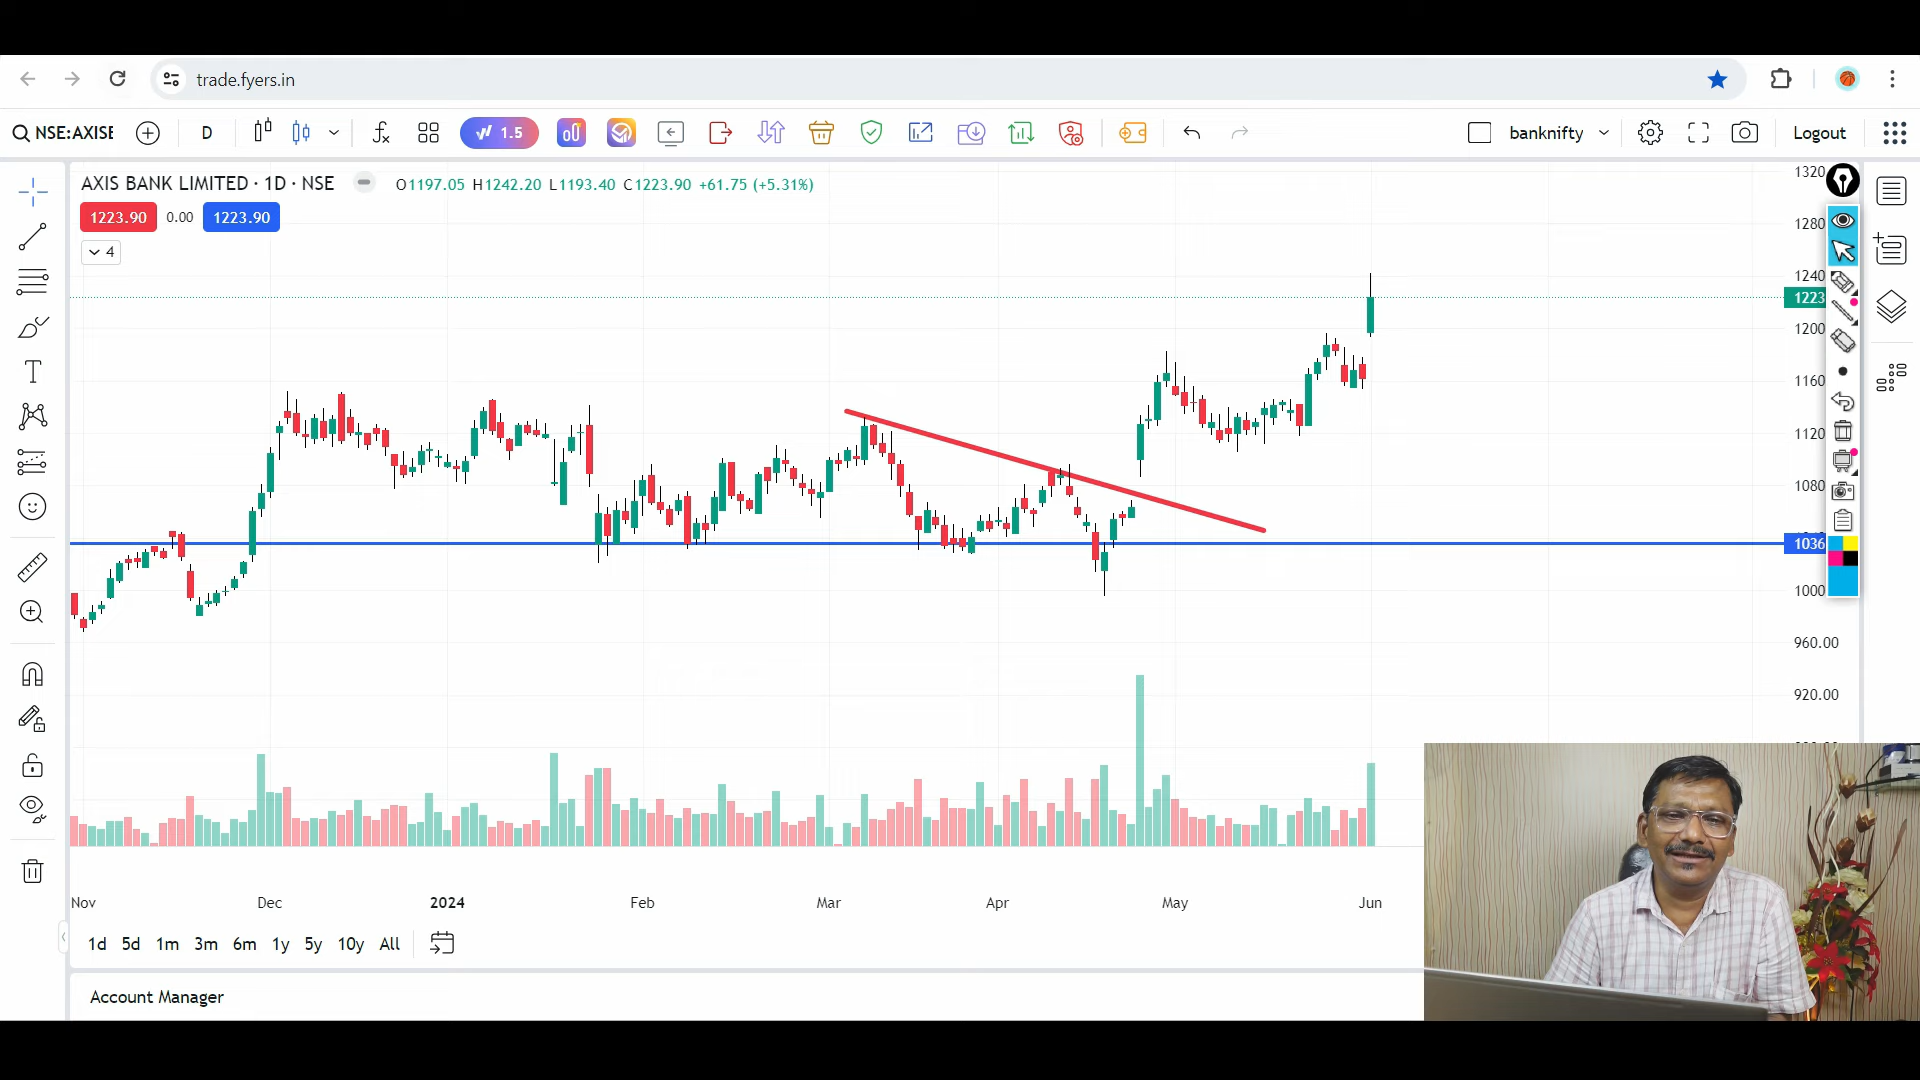 trade.fyers.in
NSE:AXISE
D
1.5
banknifty
Logout
AXIS BANK LIMITED · 1D · NSE
O1197.05 H1242.20 L1193.40 C1223.90 +61.75 (+5.31%)
1223.90
0.00
1223.90
4
1320
1280
1240
1223
1200
1160
1120
1080
1036
1000
960.00
920.00
Nov
Dec
2024
Feb
Mar
Apr
May
Jun
1d 5d 1m 3m 6m 1y 5y 10y All
Account Manager